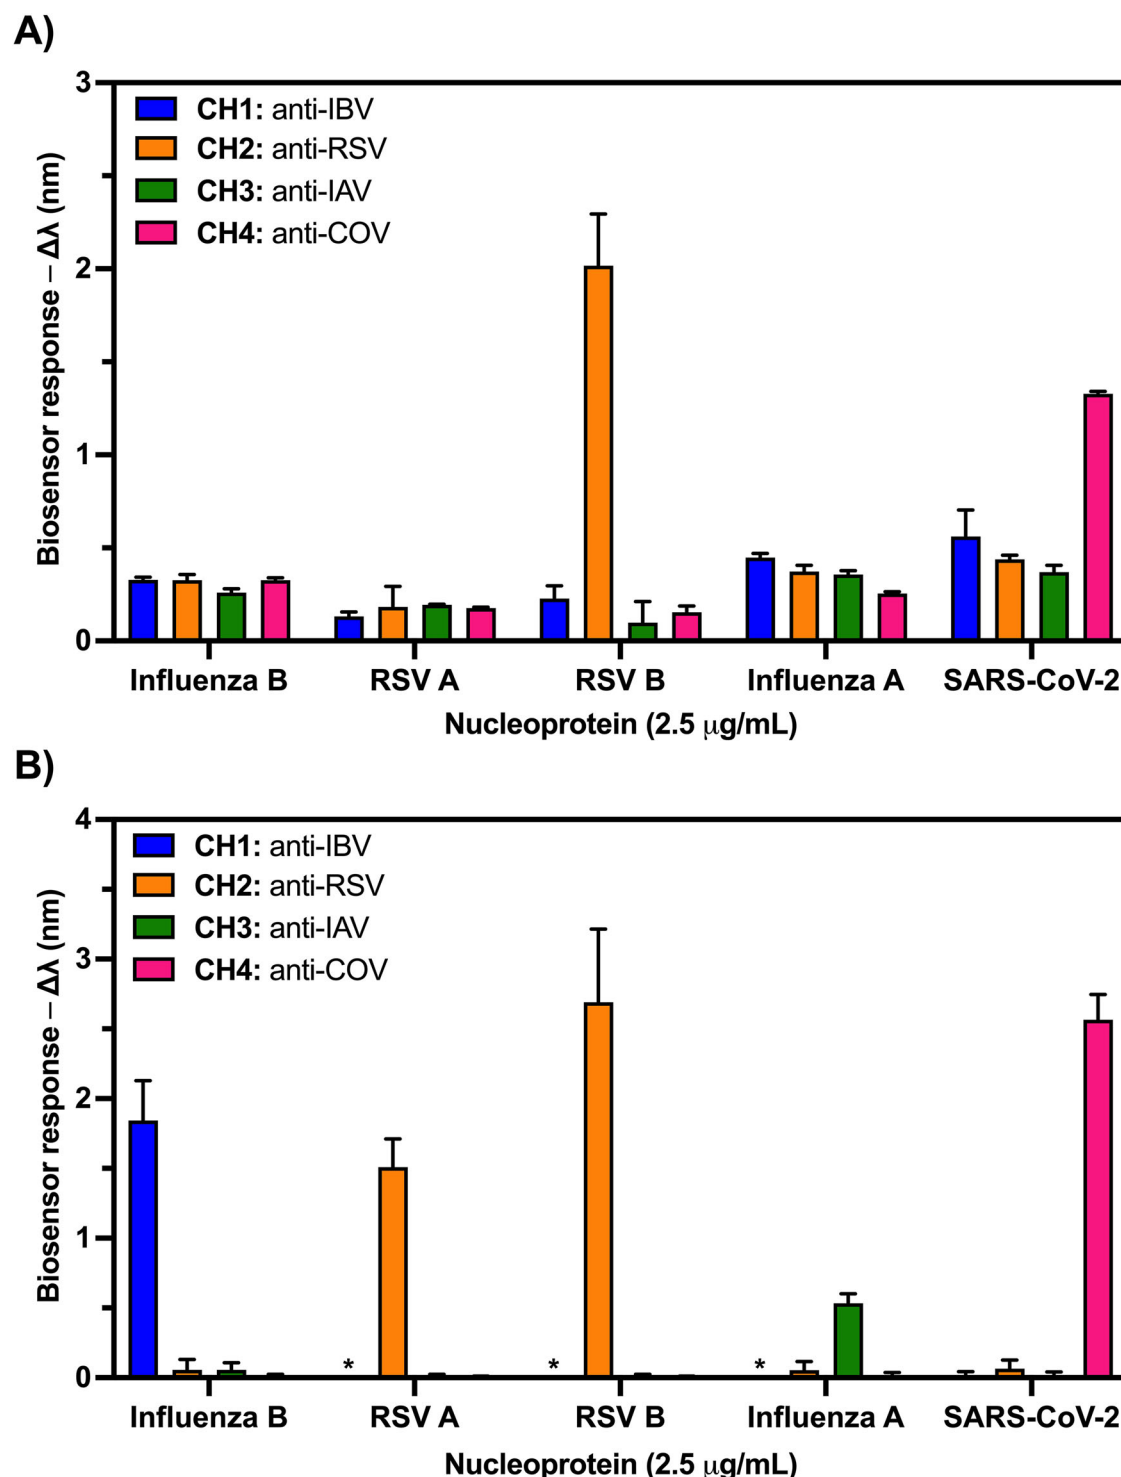 A)
3
2
1
0
Biosensor response – Δλ (nm)
CH1: anti-IBV
CH2: anti-RSV
CH3: anti-IAV
CH4: anti-COV
Influenza B
RSV A
RSV B
Influenza A
SARS-CoV-2
Nucleoprotein (2.5 μg/mL)
B)
4
3
2
1
0
Biosensor response – Δλ (nm)
CH1: anti-IBV
CH2: anti-RSV
CH3: anti-IAV
CH4: anti-COV
* * *
Influenza B
RSV A
RSV B
Influenza A
SARS-CoV-2
Nucleoprotein (2.5 μg/mL)